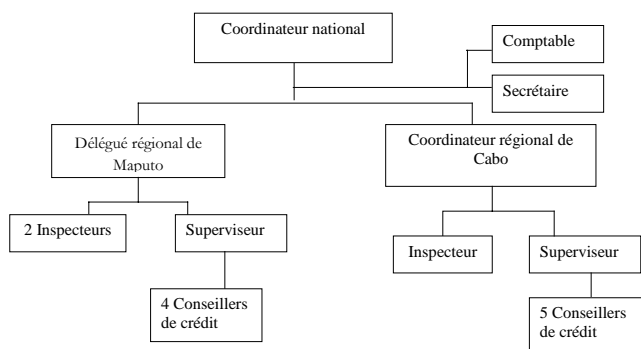 Coordinateur national
Comptable
Secrétaire
Délégué régional de
Maputo
Coordinateur régional de
Cabo
2 Inspecteurs
Superviseur
Inspecteur
Superviseur
4 Conseillers
de crédit
5 Conseillers
de crédit